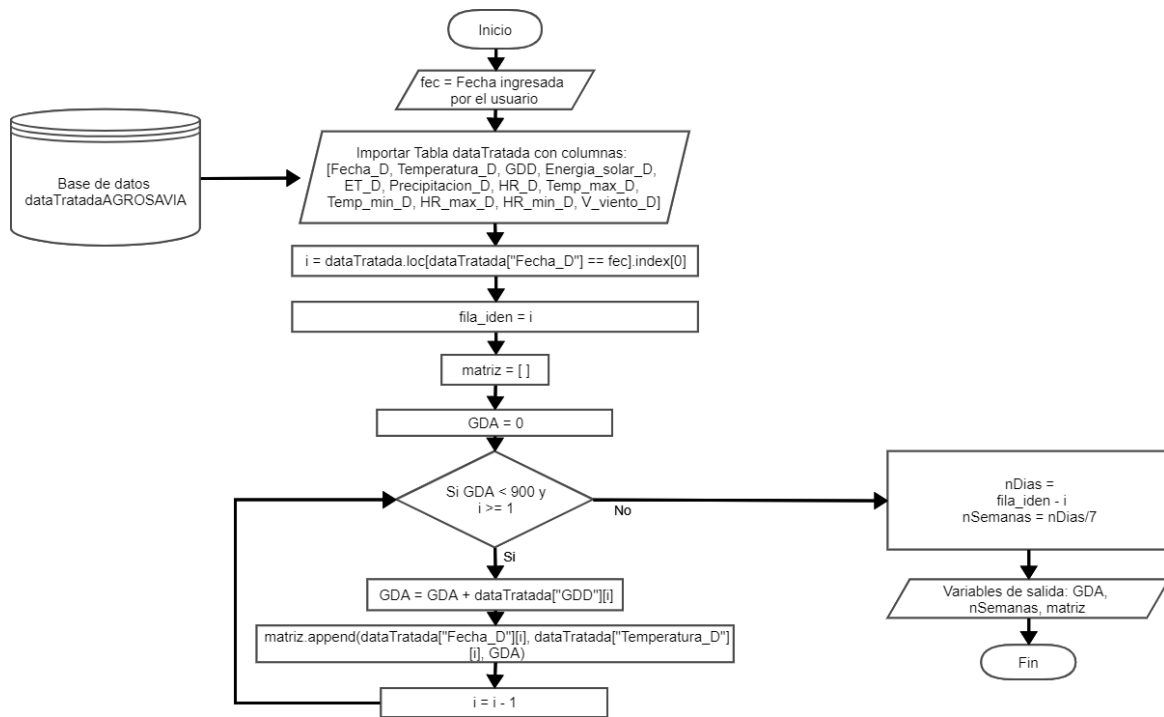 Inicio
fec = Fecha ingresada
por el usuario
Base de datos
dataTratadaAGROSAVIA
Importar Tabla dataTratada con columnas:
[Fecha_D, Temperatura_D, GDD, Energia_solar_D,
ET_D, Precipitacion_D, HR_D, Temp_max_D,
Temp_min_D, HR_max_D, HR_min_D, V_viento_D]
i = dataTratada.loc[dataTratada["Fecha_D"] == fec].index[0]
fila_iden = i
matriz = [ ]
GDA = 0
Si GDA < 900 y
i >= 1
No
Si
GDA = GDA + dataTratada["GDD"][i]
matriz.append(dataTratada["Fecha_D"][i], dataTratada["Temperatura_D"]
[i], GDA)
i = i - 1
nDias =
fila_iden - i
nSemanas = nDias/7
Variables de salida: GDA,
nSemanas, matriz
Fin